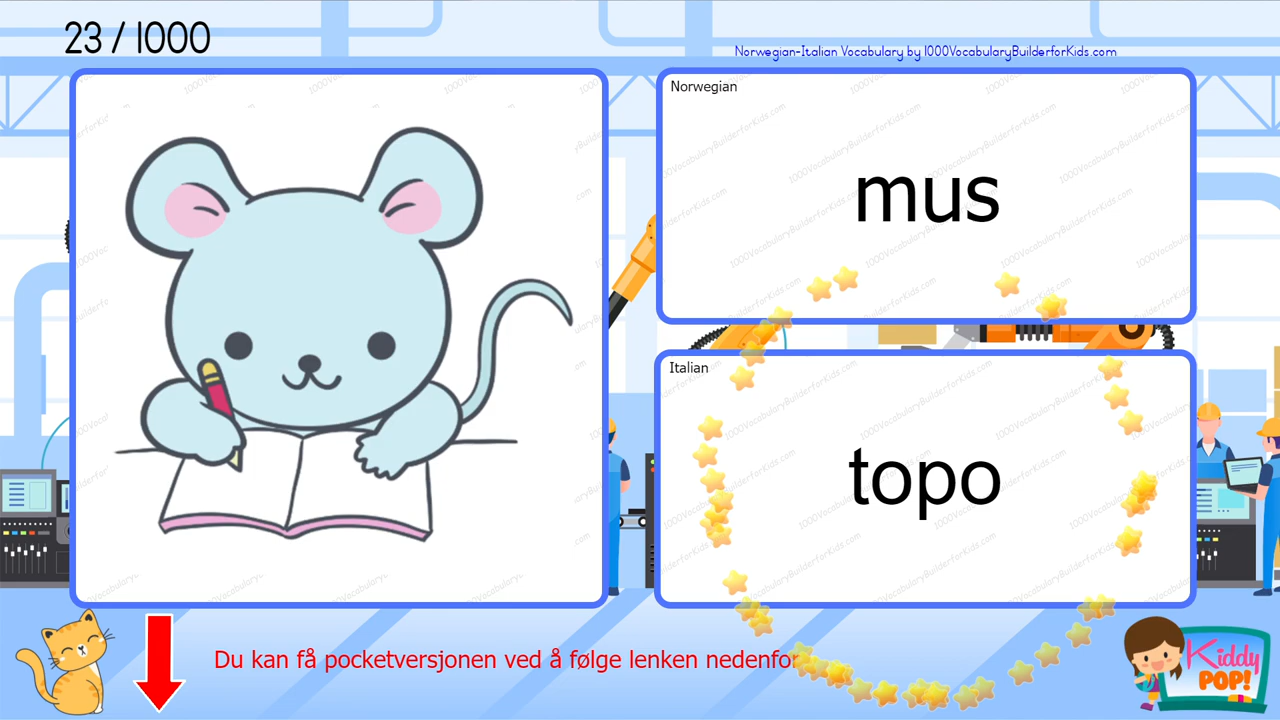 23 / 1000
Norwegian-Italian Vocabulary by 1000VocabularyBuilderforKids.com
Norwegian
mus
Italian
topo
Du kan få pocketversjonen ved å følge lenken nedenfor
Kiddy
POP!